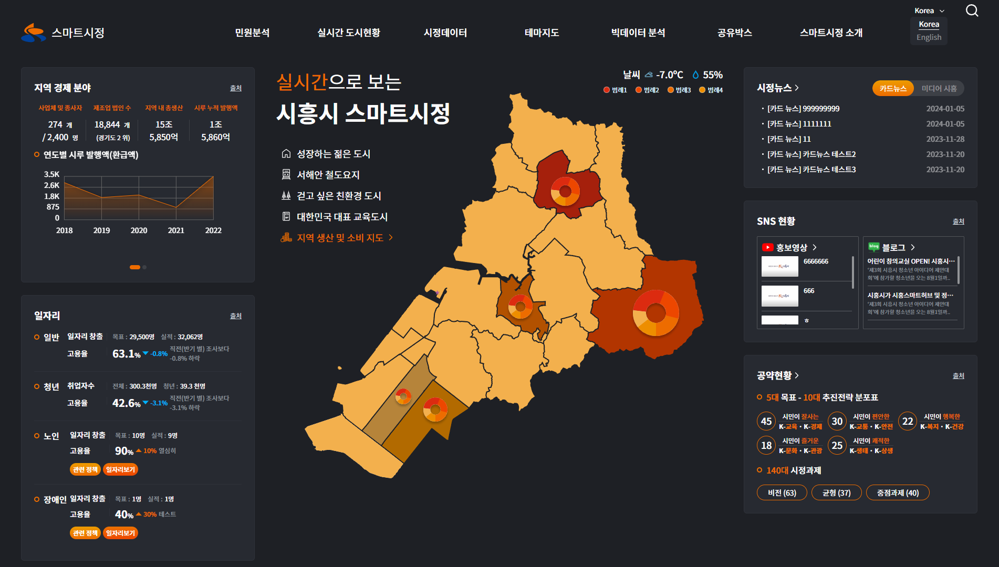 Korea
Korea
English
스마트시정
민원분석
실시간 도시현황
시정데이터
테마지도
빅데이터 분석
공유박스
스마트시정 소개
지역 경제 분야
출처
사업체 및 종사자
274 개
/ 2,400 명
제조업 법인 수
18,844 개
(경기도 2 위)
지역 내 총생산
15조
5,850억
시루 누적 발행액
1조
5,860억
연도별 시루 발행액(환급액)
3.5K
2.6K
1.8K
875
0
2018 2019 2020 2021 2022
일자리
출처
일반
일자리 창출 목표 : 29,500명 실적 : 32,062명
고용율 63.1% -0.8% 직전(반기 별) 조사보다
-0.8% 하락
청년
취업자수 전체 : 300.3천명 청년 : 39.3 천명
고용율 42.6% -3.1% 직전(반기 별) 조사보다
-3.1% 하락
노인
일자리 창출 목표 : 10명 실적 : 9명
고용율 90% 10% 열심히
관련 정책 일자리보기
장애인
일자리 창출 목표 : 1명 실적 : 1명
고용율 40% 30% 테스트
관련 정책 일자리보기
실시간으로 보는
시흥시 스마트시정
성장하는 젊은 도시
서해안 철도요지
걷고 싶은 친환경 도시
대한민국 대표 교육도시
지역 생산 및 소비 지도
날씨 -7.0ºC 55%
범례1 범례2 범례3 범례4
시정뉴스
카드뉴스 미디어 시흥
· [카드 뉴스] 999999999 2024-01-05
· [카드 뉴스] 1111111 2024-01-05
· [카드 뉴스] 11 2023-11-28
· [카드 뉴스] 카드뉴스 테스트2 2023-11-20
· [카드 뉴스] 카드뉴스 테스트3 2023-11-20
SNS 현황
출처
홍보영상
6666666
666
ㅎ
blog 블로그
어린이 창의교실 OPEN! 시흥시···
'제3회 시흥시 청소년 아이디어 제안대
회'에 참가할 청소년을 오는 8월1일까..
시흥시가 시흥스마트허브 및 정···
'제3회 시흥시 청소년 아이디어 제안대
회'에 참가할 청소년을 오는 8월1일까..
공약현황
출처
5대 목표 - 10대 추진전략 분포표
45 시민이 잘사는
K-교육 • K-경제
30 시민이 편안한
K-교통 • K-안전
22 시민이 행복한
K-복지 • K-건강
18 시민이 즐거운
K-문화 • K-관광
25 시민이 쾌적한
K-생태 • K-상생
140대 시정과제
비전 (63) 균형 (37) 중점과제 (40)